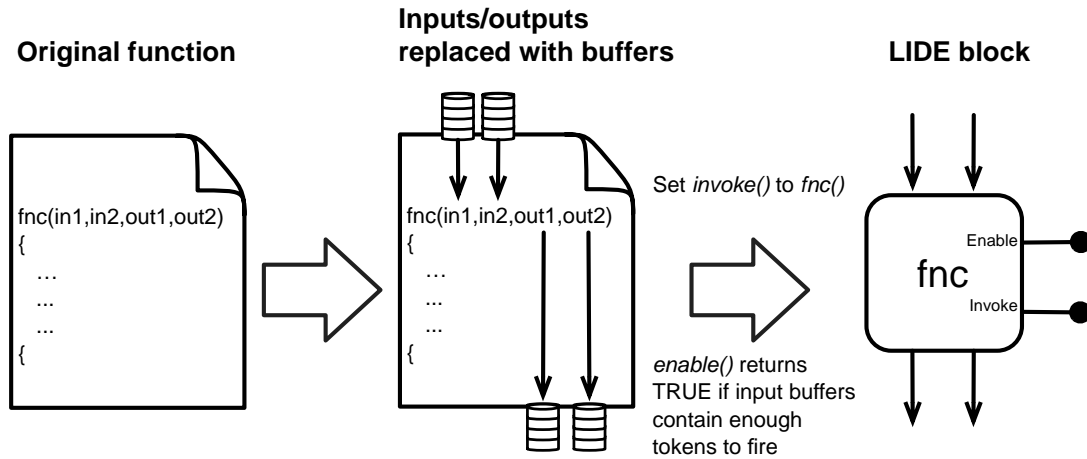 Original function
fnc(in1,in2,out1,out2)
{
…
...
...
{
Inputs/outputs
replaced with buffers
fnc(in1,in2,out1,out2)
{
…
...
...
{
Set invoke() to fnc()
enable() returns
TRUE if input buffers
contain enough
tokens to fire
LIDE block
Enable
fnc
Invoke